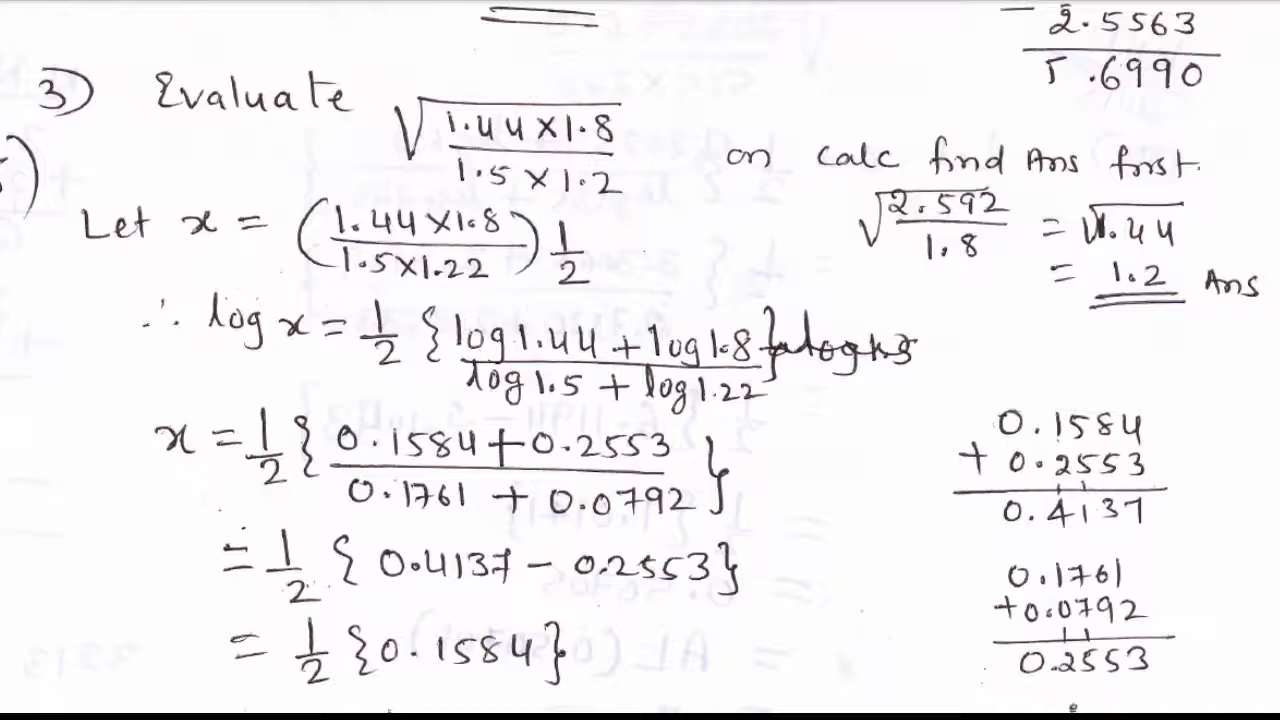 - 2.5563
5.6990
3) Evaluate √(1.44 × 1.8 / 1.5 × 1.2) on calc find Ans first.
Let x = (1.44 × 1.8 / 1.5 × 1.22) 1/2
√(2.592 / 1.8) = √1.44
= 1.2 Ans
∴ log x = 1/2 {log 1.44 + log 1.8 / log 1.5 + log 1.22}
x = 1/2 {0.1584 + 0.2553 / 0.1761 + 0.0792}
= 1/2 {0.4137 - 0.2553}
= 1/2 {0.1584}
0.1584
+ 0.2553
0.4137
0.1761
+0.0792
0.2553